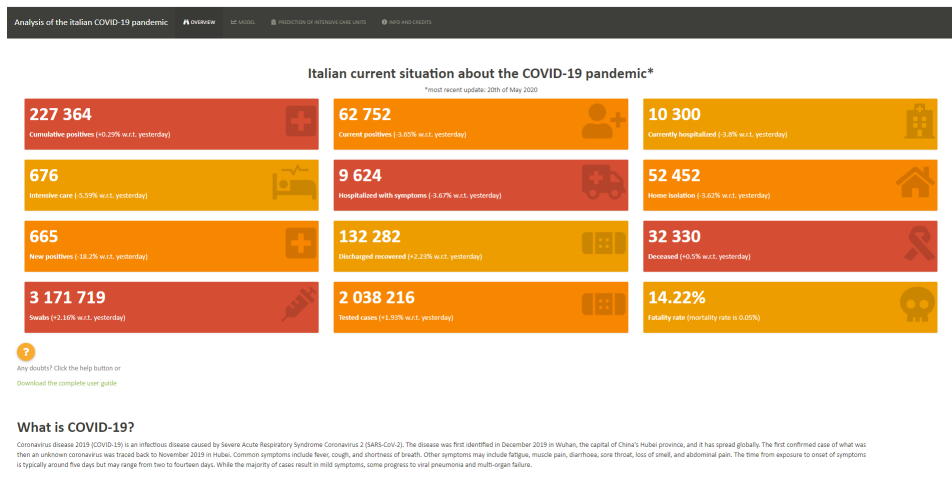 Analysis of the italian COVID-19 pandemic OVERVIEW MODEL PREDICTION OF INTENSIVE CARE UNITS INFO AND CREDITS
Italian current situation about the COVID-19 pandemic*
*most recent update: 20th of May 2020
227 364
Cumulative positives (+0.29% w.r.t. yesterday)
62 752
Current positives (-3.65% w.r.t. yesterday)
10 300
Currently hospitalized (-3.8% w.r.t. yesterday)
676
Intensive care (-5.59% w.r.t. yesterday)
9 624
Hospitalized with symptoms (-3.67% w.r.t. yesterday)
52 452
Home isolation (-3.62% w.r.t. yesterday)
665
New positives (-18.2% w.r.t. yesterday)
132 282
Discharged recovered (+2.23% w.r.t. yesterday)
32 330
Deceased (+0.5% w.r.t. yesterday)
3 171 719
Swabs (+2.16% w.r.t. yesterday)
2 038 216
Tested cases (+1.93% w.r.t. yesterday)
14.22%
Fatality rate (mortality rate is 0.05%)
?
Any doubts? Click the help button or
Download the complete user guide
What is COVID-19?
Coronavirus disease 2019 (COVID-19) is an infectious disease caused by Severe Acute Respiratory Syndrome Coronavirus 2 (SARS-CoV-2). The disease was first identified in December 2019 in Wuhan, the capital of China's Hubei province, and it has spread globally. The first confirmed case of what was
then an unknown coronavirus was traced back to November 2019 in Hubei. Common symptoms include fever, cough, and shortness of breath. Other symptoms may include fatigue, muscle pain, diarrhoea, sore throat, loss of smell, and abdominal pain. The time from exposure to onset of symptoms
is typically around five days but may range from two to fourteen days. While the majority of cases result in mild symptoms, some progress to viral pneumonia and multi-organ failure.